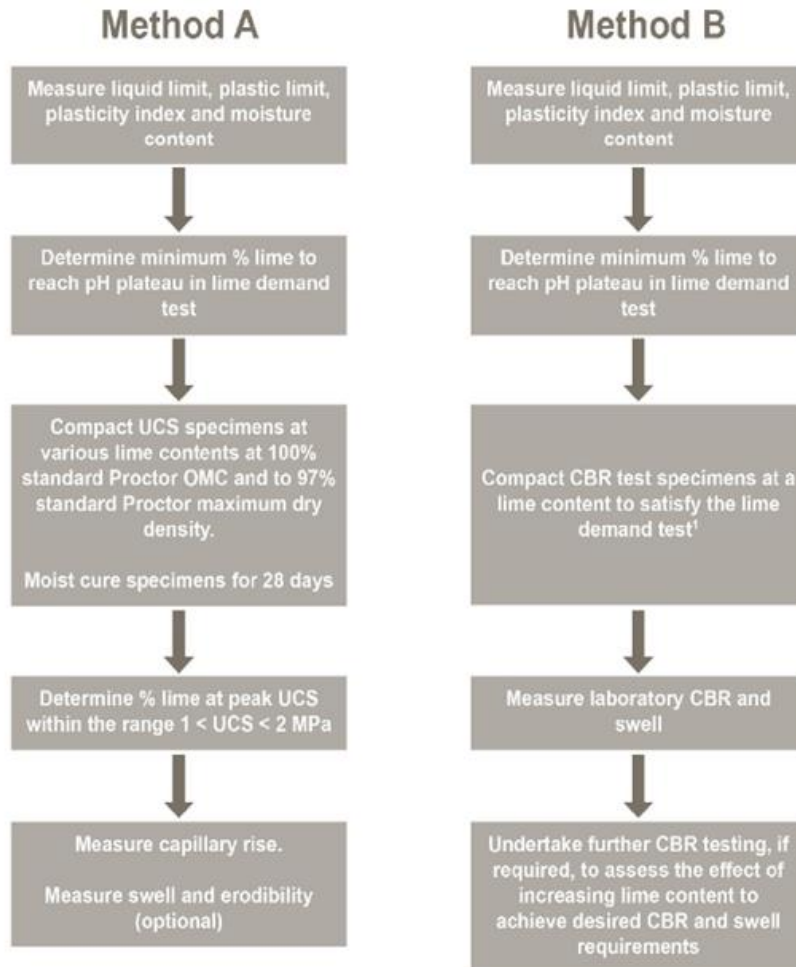 Method A
Measure liquid limit, plastic limit,
plasticity index and moisture
content
Determine minimum % lime to
reach pH plateau in lime demand
test
Compact UCS specimens at
various lime contents at 100%
standard Proctor OMC and to 97%
standard Proctor maximum dry
density.
Moist cure specimens for 28 days
Determine % lime at peak UCS
within the range 1 < UCS < 2 MPa
Measure capillary rise.
Measure swell and erodibility
(optional)
Method B
Measure liquid limit, plastic limit,
plasticity index and moisture
content
Determine minimum % lime to
reach pH plateau in lime demand
test
Compact CBR test specimens at a
lime content to satisfy the lime
demand test¹
Measure laboratory CBR and
swell
Undertake further CBR testing, if
required, to assess the effect of
increasing lime content to
achieve desired CBR and swell
requirements